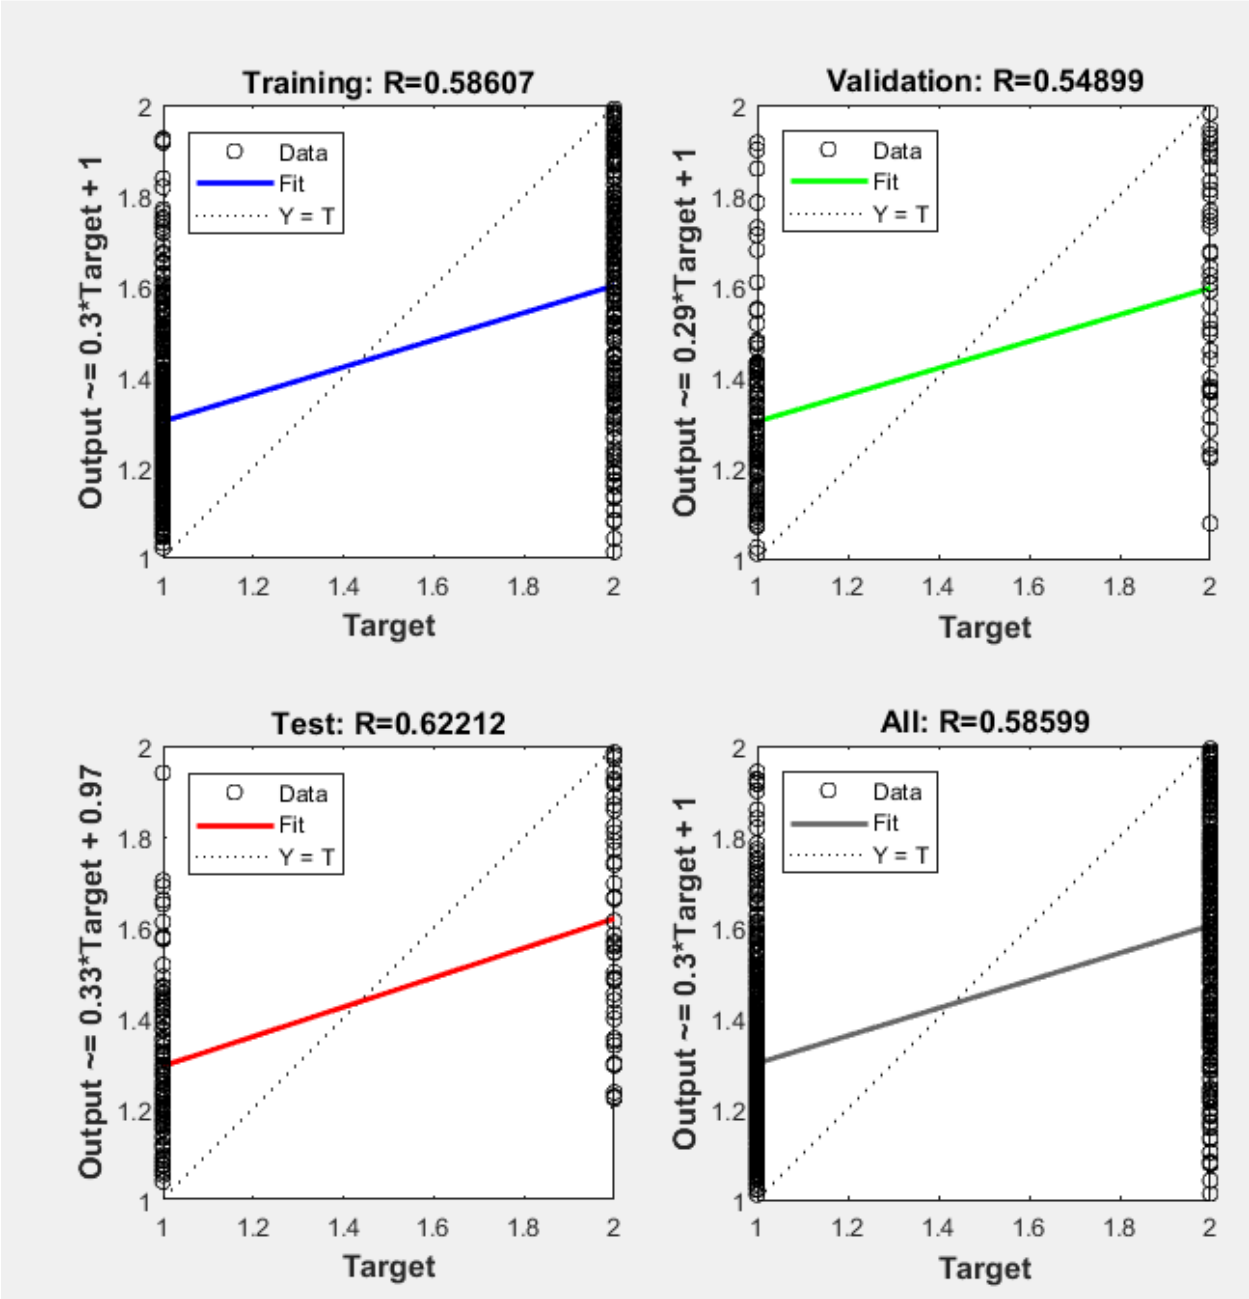 Training: R=0.58607
Output ~= 0.3*Target + 1
2
1.8
1.6
1.4
1.2
1
Data
Fit
Y = T
1 1.2 1.4 1.6 1.8 2
Target
Validation: R=0.54899
Output ~= 0.29*Target + 1
2
1.8
1.6
1.4
1.2
1
Data
Fit
Y = T
1 1.2 1.4 1.6 1.8 2
Target
Test: R=0.62212
Output ~= 0.33*Target + 0.97
2
1.8
1.6
1.4
1.2
1
Data
Fit
Y = T
1 1.2 1.4 1.6 1.8 2
Target
All: R=0.58599
Output ~= 0.3*Target + 1
2
1.8
1.6
1.4
1.2
1
Data
Fit
Y = T
1 1.2 1.4 1.6 1.8 2
Target